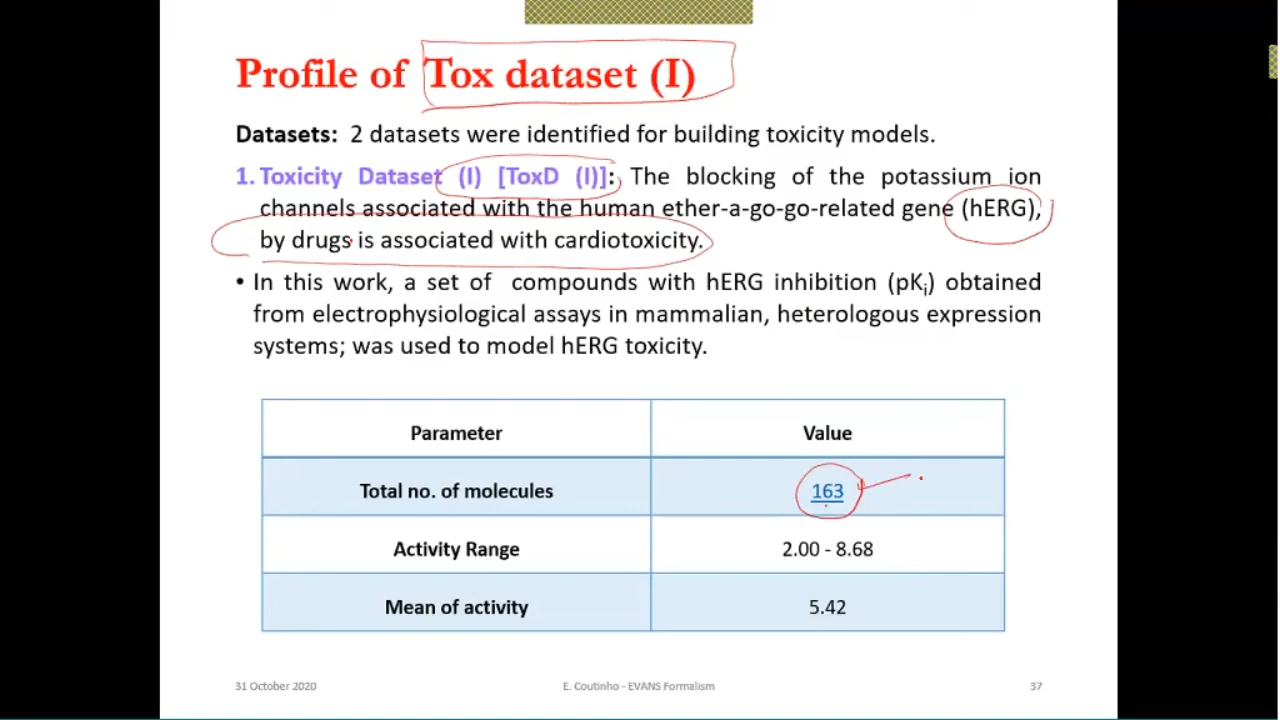 Profile of Tox dataset (I)
Datasets: 2 datasets were identified for building toxicity models.
1. Toxicity Dataset (I) [ToxD (I)]: The blocking of the potassium ion
channels associated with the human ether-a-go-go-related gene (hERG),
by drugs is associated with cardiotoxicity.
• In this work, a set of compounds with hERG inhibition (pKi) obtained
from electrophysiological assays in mammalian, heterologous expression
systems; was used to model hERG toxicity.
Parameter Value
Total no. of molecules 163
Activity Range 2.00 - 8.68
Mean of activity 5.42
31 October 2020 E. Coutinho - EVANS Formalism 37